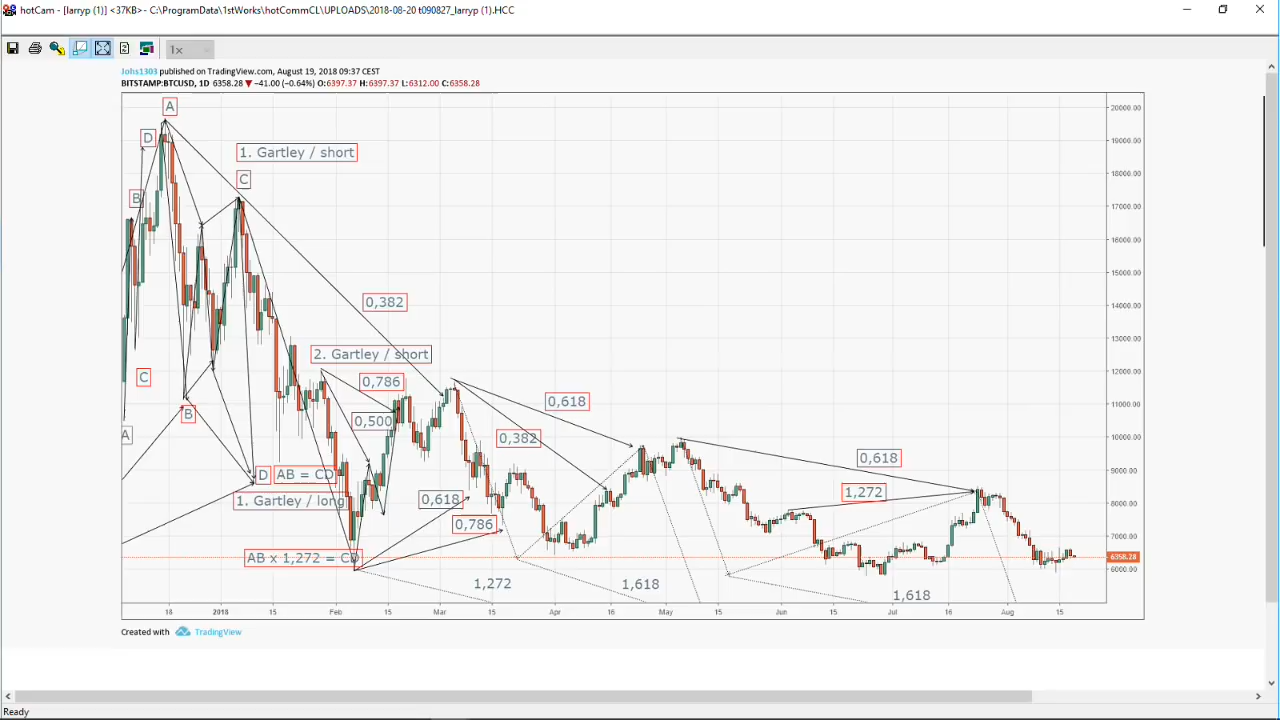 hotCam - [larryp (1)] <37KB> - C:\ProgramData\1stWorks\hotCommCL\UPLOADS\2018-08-20 t090827_larryp (1).HCC
1x
Johs1303 published on TradingView.com, August 19, 2018 09:37 CEST
BITSTAMP:BTCUSD, 1D 6358.28 ▼ −41.00 (−0.64%) O:6397.37 H:6397.37 L:6312.00 C:6358.28
A
20000.00
D
19000.00
1. Gartley / short
C
18000.00
B
17000.00
16000.00
15000.00
0,382
14000.00
13000.00
2. Gartley / short
C
0,786
12000.00
0,618
B
0,500
11000.00
A
0,382
10000.00
0,618
D
AB = CD
9000.00
1,272
1. Gartley / long
0,618
8000.00
0,786
7000.00
AB x 1,272 = CD
6358.28
6000.00
1,272
1,618
1,618
18
2018
15
Feb
15
Mar
15
Apr
16
May
15
Jun
15
Jul
16
Aug
15
Created with TradingView
Ready